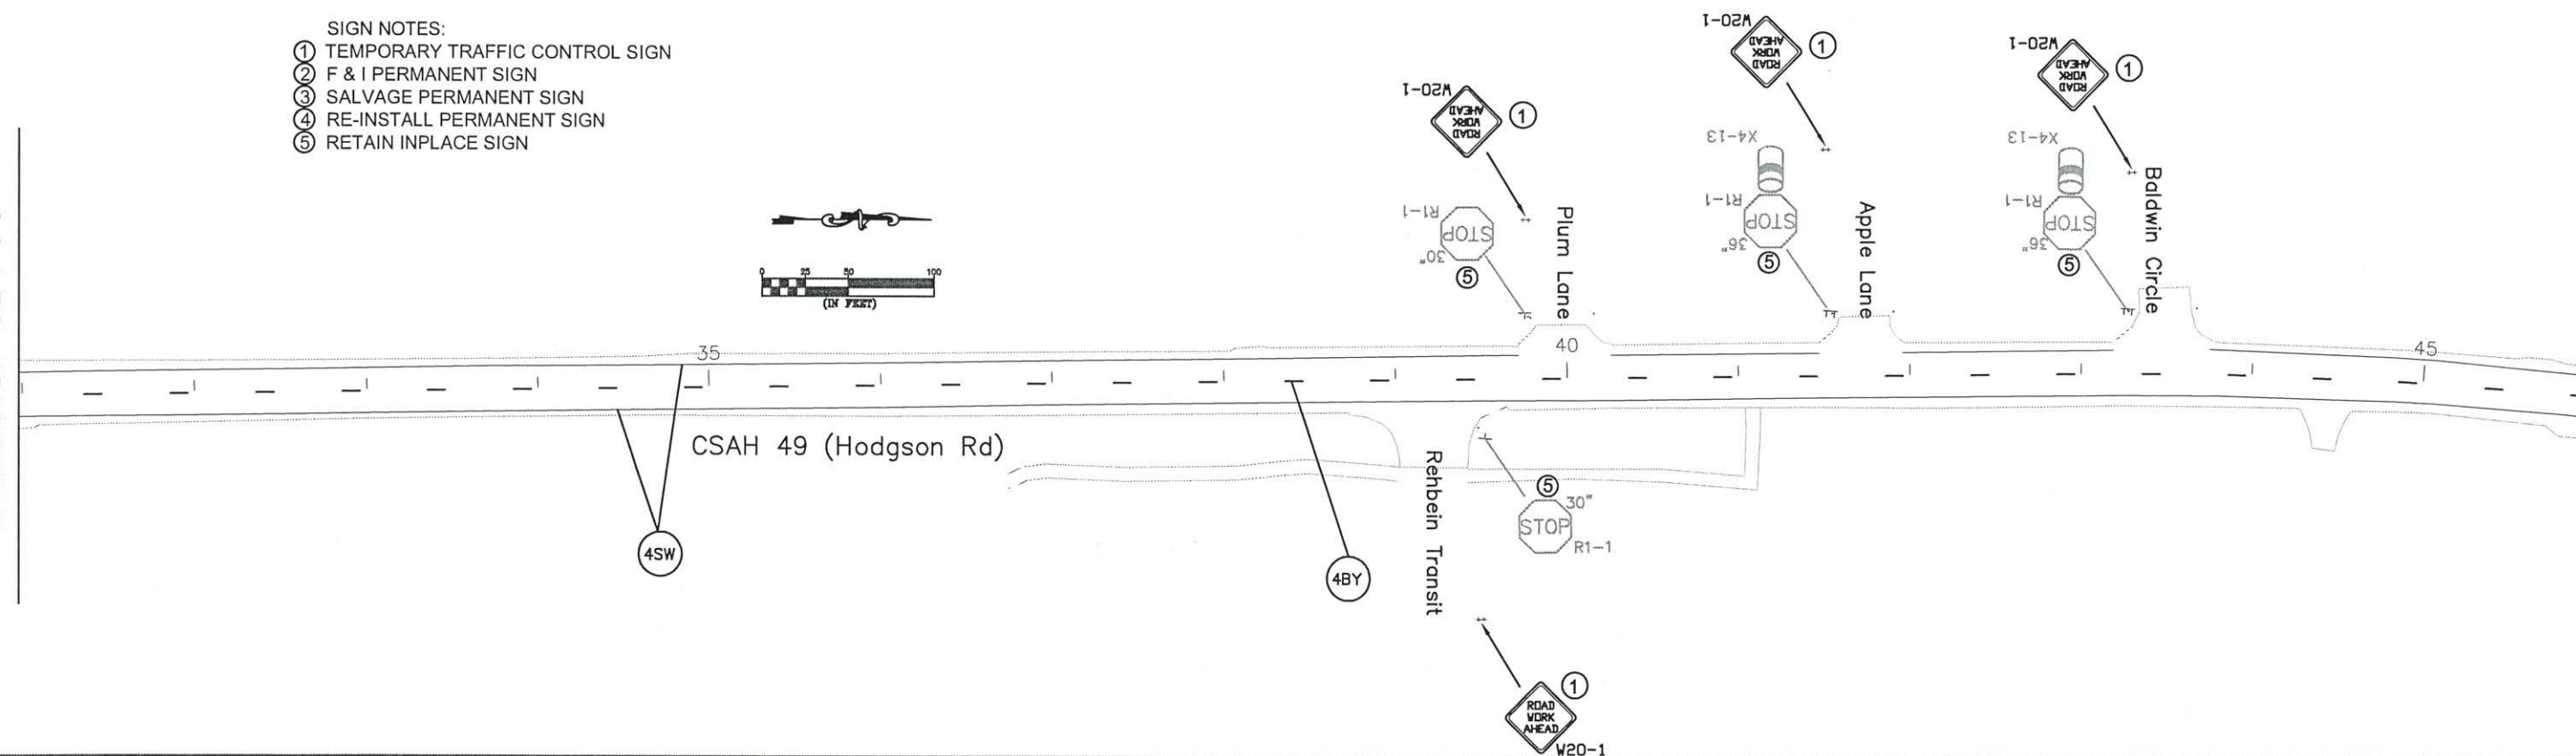 SIGN NOTES:
① TEMPORARY TRAFFIC CONTROL SIGN
② F & I PERMANENT SIGN
③ SALVAGE PERMANENT SIGN
④ RE-INSTALL PERMANENT SIGN
⑤ RETAIN INPLACE SIGN
0 25 50 100
(IN FEET)
W20-1
ROAD
WORK
AHEAD
①
R1-1
STOP
30"
⑤
Plum Lane
W20-1
ROAD
WORK
AHEAD
①
X4-13
R1-1
STOP
36"
⑤
Apple Lane
W20-1
ROAD
WORK
AHEAD
①
X4-13
R1-1
STOP
36"
⑤
Baldwin Circle
35
40
45
CSAH 49 (Hodgson Rd)
4SW
4BY
Rehbein Transit
⑤
30"
STOP
R1-1
①
ROAD
WORK
AHEAD
W20-1